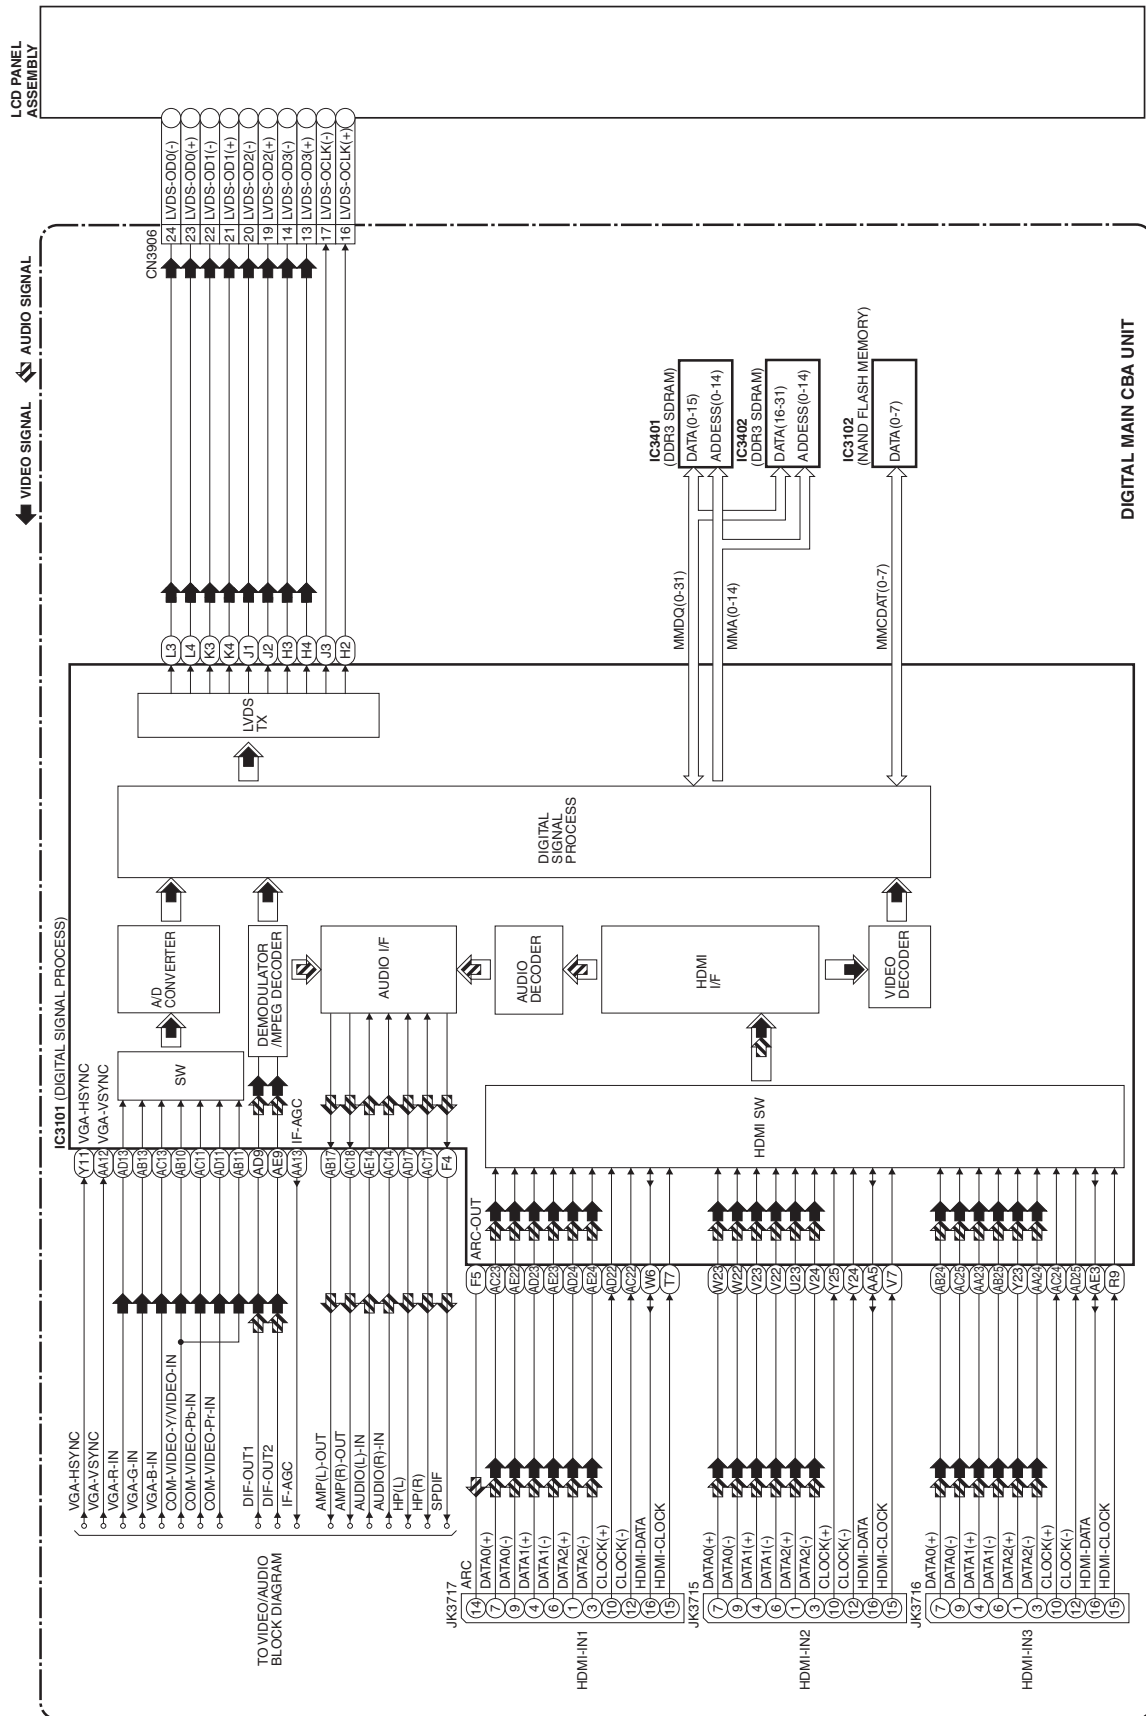 LCD PANEL
ASSEMBLY
VIDEO SIGNAL
AUDIO SIGNAL
CN3906
24 LVDS-OD0(-)
23 LVDS-OD0(+)
22 LVDS-OD1(-)
21 LVDS-OD1(+)
20 LVDS-OD2(-)
19 LVDS-OD2(+)
14 LVDS-OD3(-)
13 LVDS-OD3(+)
17 LVDS-OCLK(-)
16 LVDS-OCLK(+)
L3
L4
K3
K4
J1
J2
H3
H4
J3
H2
LVDS
TX
IC3401
(DDR3 SDRAM)
DATA(0-15)
ADDESS(0-14)
IC3402
(DDR3 SDRAM)
DATA(16-31)
ADDESS(0-14)
IC3102
(NAND FLASH MEMORY)
DATA(0-7)
MMDQ(0-31)
MMA(0-14)
MMCDAT(0-7)
DIGITAL MAIN CBA UNIT
IC3101 (DIGITAL SIGNAL PROCESS)
DIGITAL
SIGNAL
PROCESS
A/D
CONVERTER
SW
DEMODULATOR
/MPEG DECODER
AUDIO I/F
AUDIO
DECODER
HDMI
I/F
VIDEO
DECODER
HDMI SW
VGA-HSYNC
VGA-VSYNC
IF-AGC
ARC-OUT
Y11
AA12
AD13
AB13
AC13
AB10
AC11
AD11
AB11
AD9
AE9
AA13
AB17
AC18
AE14
AC14
AD17
AC17
F4
F5
AC23
AE22
AD23
AE23
AD24
AE24
AD22
AC22
W6
T7
W23
W22
V23
V22
U23
V24
Y25
Y24
AA5
V7
AB24
AC25
AA23
AB25
Y23
AA24
AC24
AD25
AE3
R9
VGA-HSYNC
VGA-VSYNC
VGA-R-IN
VGA-G-IN
VGA-B-IN
COM-VIDEO-Y/VIDEO-IN
COM-VIDEO-Pb-IN
COM-VIDEO-Pr-IN
DIF-OUT1
DIF-OUT2
IF-AGC
AMP(L)-OUT
AMP(R)-OUT
AUDIO(L)-IN
AUDIO(R)-IN
HP(L)
HP(R)
SPDIF
TO VIDEO/AUDIO
BLOCK DIAGRAM
JK3717
14 ARC
7 DATA0(+)
9 DATA0(-)
4 DATA1(+)
6 DATA1(-)
1 DATA2(+)
3 DATA2(-)
10 CLOCK(+)
12 CLOCK(-)
16 HDMI-DATA
15 HDMI-CLOCK
HDMI-IN1
JK3715
7 DATA0(+)
9 DATA0(-)
4 DATA1(+)
6 DATA1(-)
1 DATA2(+)
3 DATA2(-)
10 CLOCK(+)
12 CLOCK(-)
16 HDMI-DATA
15 HDMI-CLOCK
HDMI-IN2
JK3716
7 DATA0(+)
9 DATA0(-)
4 DATA1(+)
6 DATA1(-)
1 DATA2(+)
3 DATA2(-)
10 CLOCK(+)
12 CLOCK(-)
16 HDMI-DATA
15 HDMI-CLOCK
HDMI-IN3